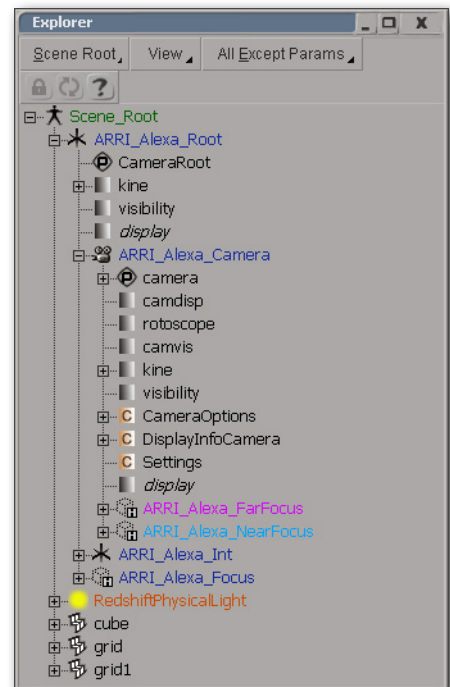 Explorer
Scene Root View All Except Params
?
Scene_Root
ARRI_Alexa_Root
P CameraRoot
kine
visibility
display
ARRI_Alexa_Camera
P camera
camdisp
rotoscope
camvis
kine
visibility
C CameraOptions
C DisplayInfoCamera
C Settings
display
H ARRI_Alexa_FarFocus
H ARRI_Alexa_NearFocus
ARRI_Alexa_Int
H ARRI_Alexa_Focus
RedshiftPhysicalLight
cube
grid
grid1